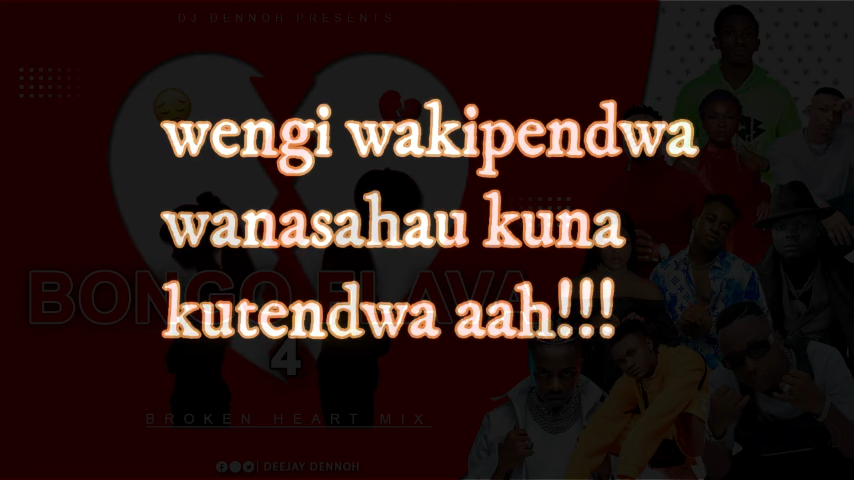 DJ DENNOH PRESENTS
wengi wakipendwa
wanasahau kuna
kutendwa aah!!!
BONGO FLAVA
4
BROKEN HEART MIX
DEEJAY DENNOH